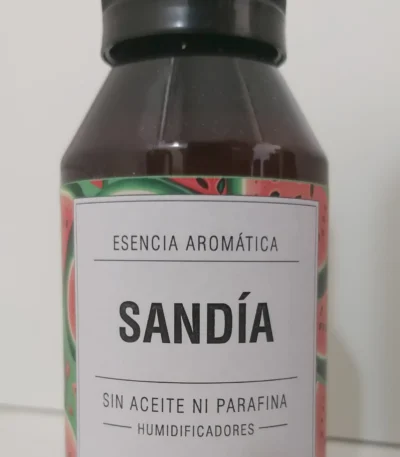 ESENCIA AROMÁTICA
SANDÍA
SIN ACEITE NI PARAFINA
HUMIDIFICADORES